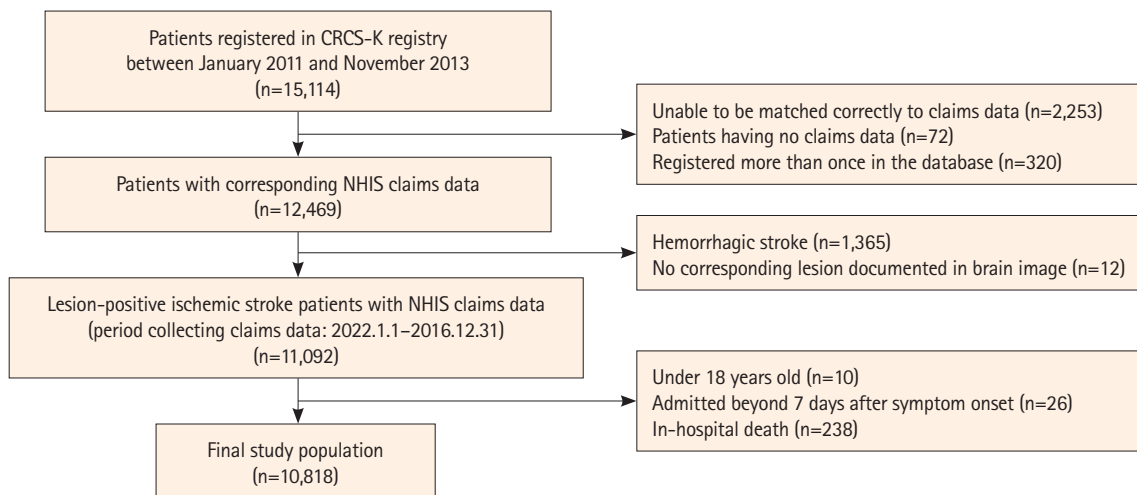 Patients registered in CRCS-K registry
between January 2011 and November 2013
(n=15,114)
Unable to be matched correctly to claims data (n=2,253)
Patients having no claims data (n=72)
Registered more than once in the database (n=320)
Patients with corresponding NHIS claims data
(n=12,469)
Hemorrhagic stroke (n=1,365)
No corresponding lesion documented in brain image (n=12)
Lesion-positive ischemic stroke patients with NHIS claims data
(period collecting claims data: 2022.1.1–2016.12.31)
(n=11,092)
Under 18 years old (n=10)
Admitted beyond 7 days after symptom onset (n=26)
In-hospital death (n=238)
Final study population
(n=10,818)